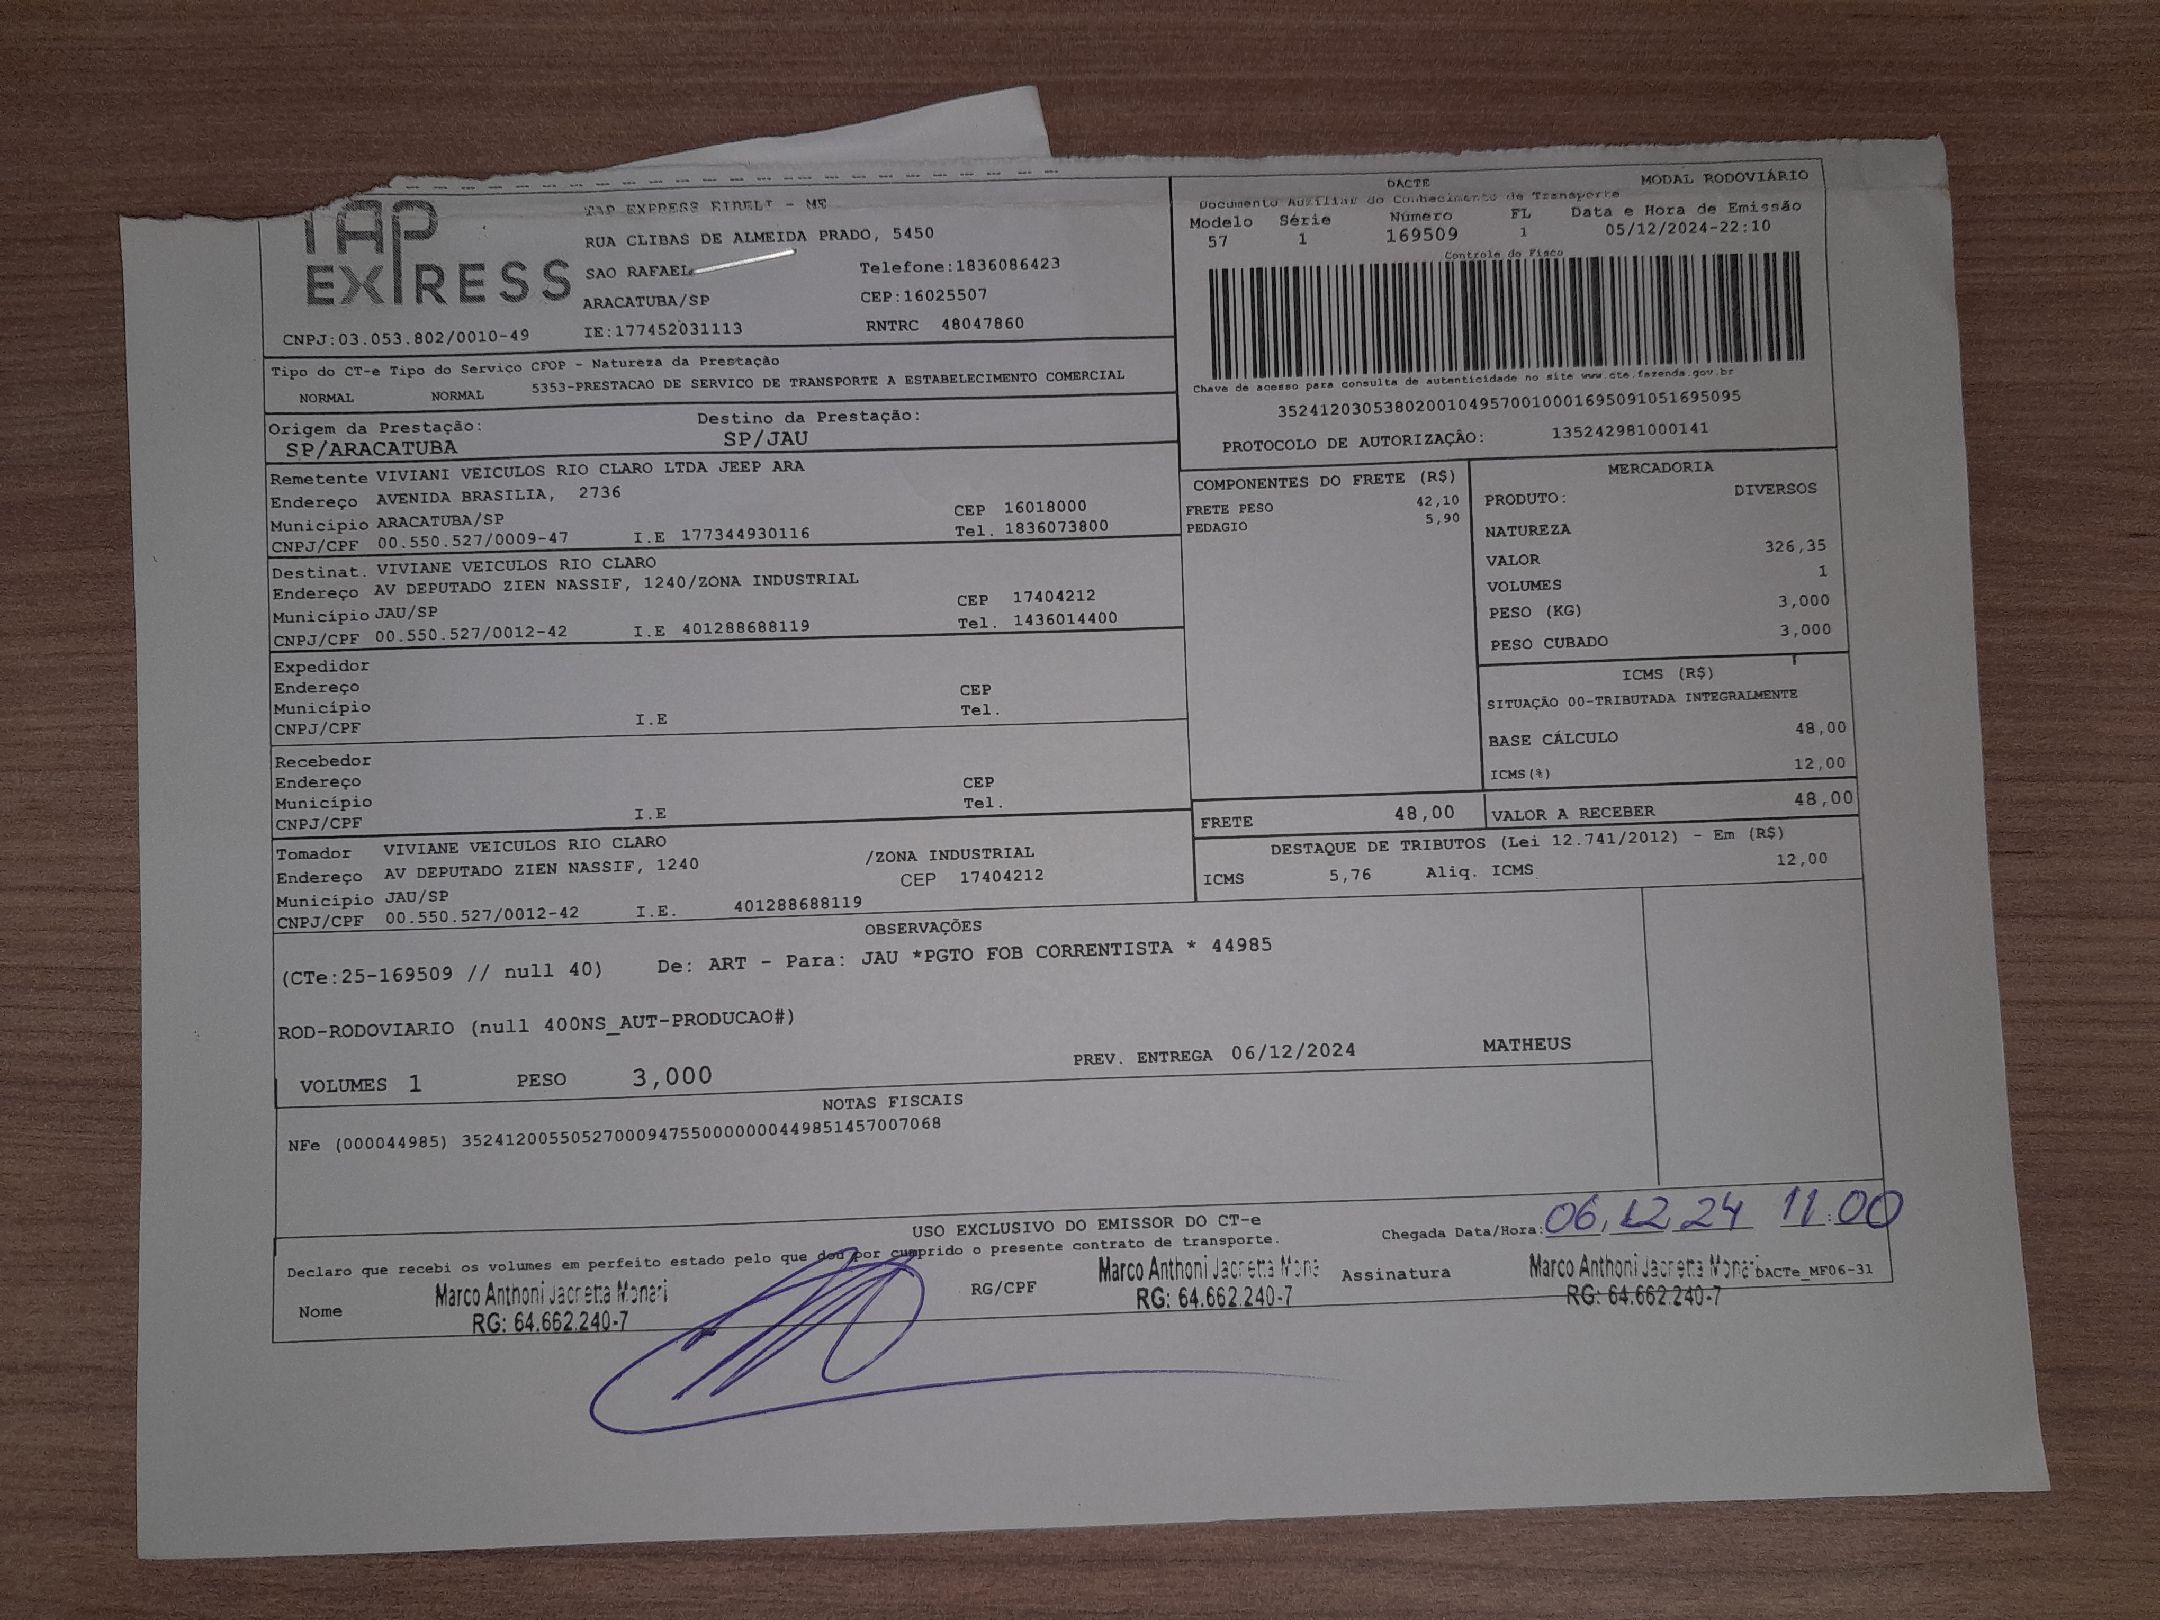 TAP
EXPRESS
TAP EXPRESS EIRELI - ME
RUA CLIBAS DE ALMEIDA PRADO, 5450
SAO RAFAEL
Telefone:1836086423
ARACATUBA/SP
CEP:16025507
CNPJ:03.053.802/0010-49
IE:177452031113
RNTRC 48047860
DACTE
MODAL RODOVIÁRIO
Documento Auxiliar do Conhecimento de Transporte
Modelo Série Número FL Data e Hora de Emissão
57 1 169509 1 05/12/2024-22:10
Controle do Fisco
Chave de acesso para consulta de autenticidade no site www.cte.fazenda.gov.br
35241203053802001049570010001695091051695095
PROTOCOLO DE AUTORIZAÇÃO: 135242981000141
Tipo do CT-e Tipo do Serviço CFOP - Natureza da Prestação
NORMAL NORMAL 5353-PRESTACAO DE SERVICO DE TRANSPORTE A ESTABELECIMENTO COMERCIAL
Origem da Prestação: Destino da Prestação:
SP/ARACATUBA SP/JAU
Remetente VIVIANI VEICULOS RIO CLARO LTDA JEEP ARA
Endereço AVENIDA BRASILIA, 2736
Município ARACATUBA/SP CEP 16018000
CNPJ/CPF 00.550.527/0009-47 I.E 177344930116 Tel. 1836073800
Destinat. VIVIANE VEICULOS RIO CLARO
Endereço AV DEPUTADO ZIEN NASSIF, 1240/ZONA INDUSTRIAL
Município JAU/SP CEP 17404212
CNPJ/CPF 00.550.527/0012-42 I.E 401288688119 Tel. 1436014400
Expedidor
Endereço CEP
Município Tel.
CNPJ/CPF I.E
Recebedor
Endereço CEP
Município Tel.
CNPJ/CPF I.E
Tomador VIVIANE VEICULOS RIO CLARO
Endereço AV DEPUTADO ZIEN NASSIF, 1240 /ZONA INDUSTRIAL
Município JAU/SP CEP 17404212
CNPJ/CPF 00.550.527/0012-42 I.E. 401288688119
COMPONENTES DO FRETE (R$)
FRETE PESO 42,10
PEDAGIO 5,90
MERCADORIA
PRODUTO: DIVERSOS
NATUREZA
VALOR 326,35
VOLUMES 1
PESO (KG) 3,000
PESO CUBADO 3,000
ICMS (R$)
SITUAÇÃO 00-TRIBUTADA INTEGRALMENTE
BASE CÁLCULO 48,00
ICMS(%) 12,00
FRETE 48,00 VALOR A RECEBER 48,00
DESTAQUE DE TRIBUTOS (Lei 12.741/2012) - Em (R$)
ICMS 5,76 Aliq. ICMS 12,00
OBSERVAÇÕES
(CTe:25-169509 // null 40) De: ART - Para: JAU *PGTO FOB CORRENTISTA * 44985
ROD-RODOVIARIO (null 400NS_AUT-PRODUCAO#)
VOLUMES 1 PESO 3,000 PREV. ENTREGA 06/12/2024 MATHEUS
NOTAS FISCAIS
NFe (000044985) 35241200550527000947550000000449851457007068
USO EXCLUSIVO DO EMISSOR DO CT-e
Chegada Data/Hora: 06.12.24 11:00
Declaro que recebi os volumes em perfeito estado pelo que dou por cumprido o presente contrato de transporte.
Nome Marco Anthoni Jacretta Monari RG/CPF Marco Anthoni Jacretta Mona Assinatura Marco Anthoni Jacretta Monari DACTe_MF06-31
RG: 64.662.240-7 RG: 64.662.240-7 RG: 64.662.240-7